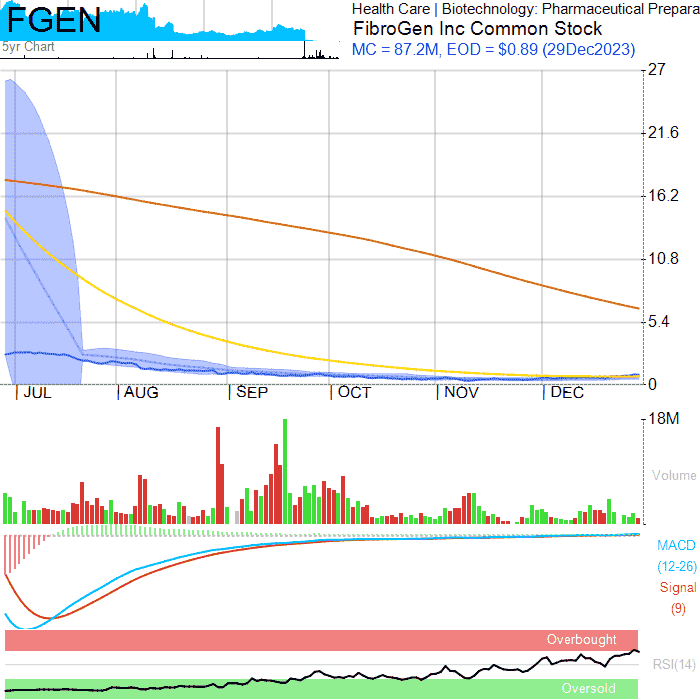 FGEN
5yr Chart
Health Care | Biotechnology: Pharmaceutical Prepara
FibroGen Inc Common Stock
MC = 87.2M, EOD = $0.89 (29Dec2023)
27
21.6
16.2
10.8
5.4
0
JUL AUG SEP OCT NOV DEC
18M
Volume
MACD
(12-26)
Signal
(9)
Overbought
RSI(14)
Oversold